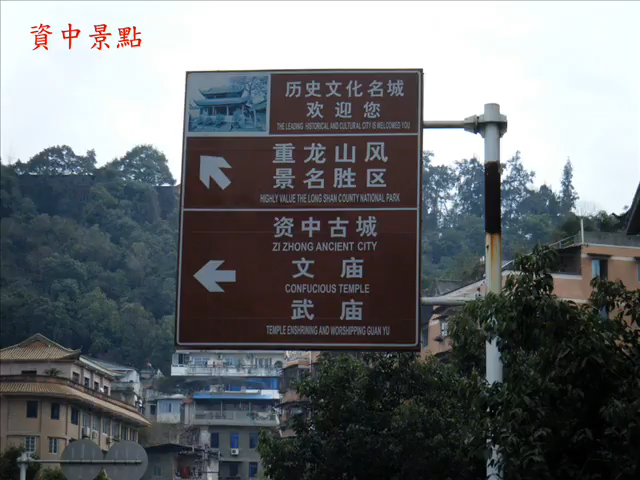 資中景點
历史文化名城
欢迎您
THE LEADING HISTORICAL AND CULTURAL CITY IS WELCOMED YOU
重龙山风
景名胜区
HIGHLY VALUE THE LONG SHAN COUNTY NATIONAL PARK
资中古城
ZI ZHONG ANCIENT CITY
文庙
CONFUCIOUS TEMPLE
武庙
TEMPLE ENSHRINING AND WORSHIPPING GUAN YU